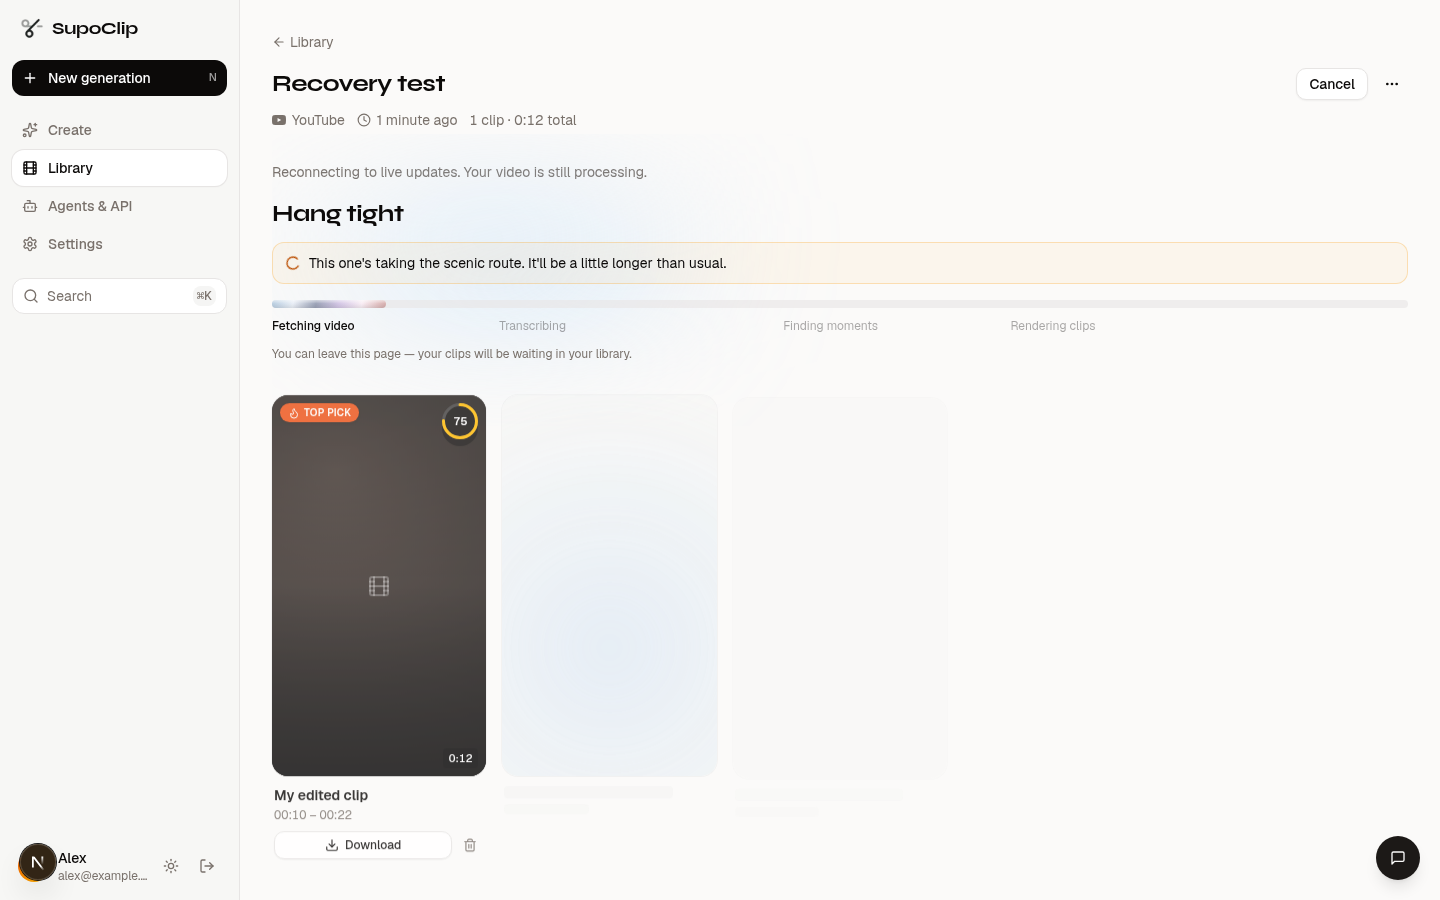 SupoClip
New generation N
Create
Library
Agents & API
Settings
Search ⌘K
Library
Recovery test
Cancel
YouTube 1 minute ago 1 clip · 0:12 total
Reconnecting to live updates. Your video is still processing.
Hang tight
This one's taking the scenic route. It'll be a little longer than usual.
Fetching video Transcribing Finding moments Rendering clips
You can leave this page — your clips will be waiting in your library.
TOP PICK 75
0:12
My edited clip
00:10 – 00:22
Download
N Alex
alex@example....